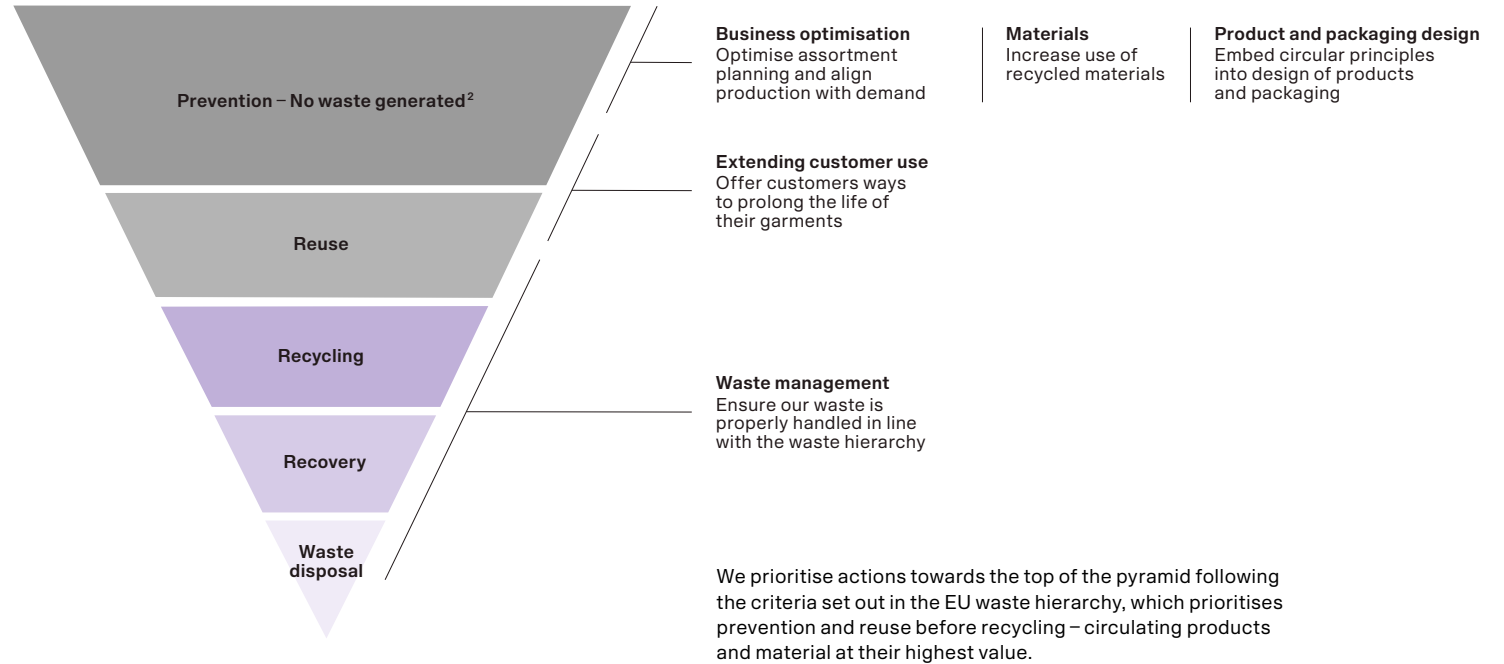 Prevention – No waste generated²
Reuse
Recycling
Recovery
Waste
disposal
Business optimisation
Optimise assortment
planning and align
production with demand
Materials
Increase use of
recycled materials
Product and packaging design
Embed circular principles
into design of products
and packaging
Extending customer use
Offer customers ways
to prolong the life of
their garments
Waste management
Ensure our waste is
properly handled in line
with the waste hierarchy
We prioritise actions towards the top of the pyramid following
the criteria set out in the EU waste hierarchy, which prioritises
prevention and reuse before recycling – circulating products
and material at their highest value.